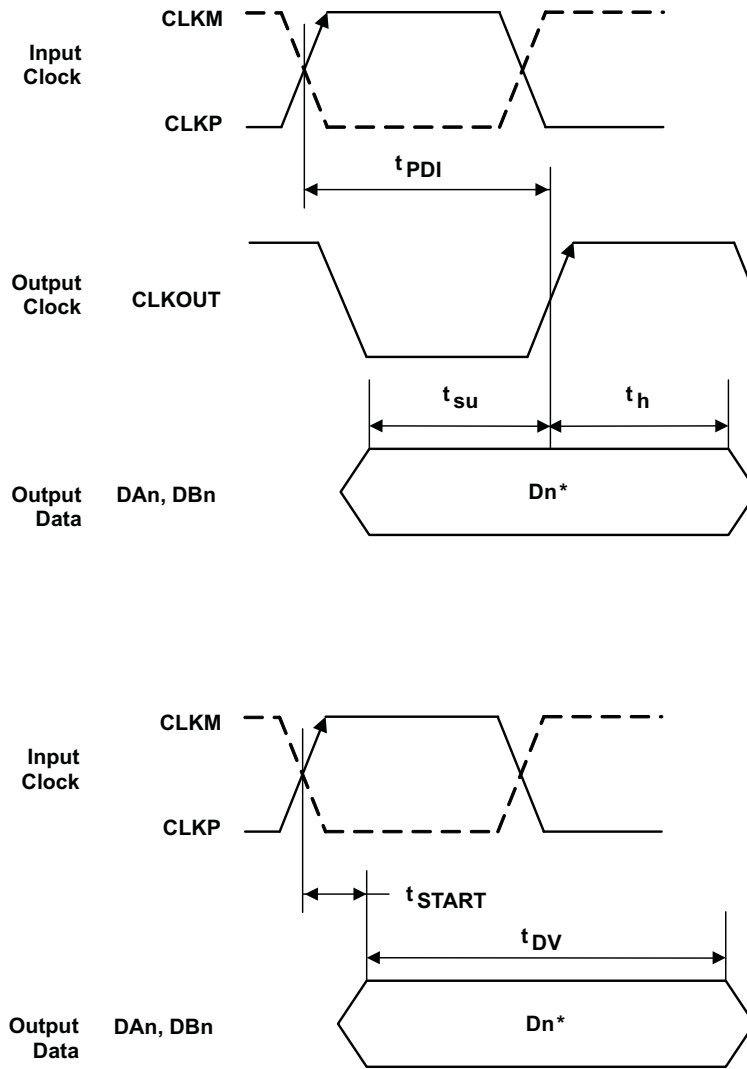 CLKM
Input
Clock
CLKP
t PDI
Output
Clock
CLKOUT
t su
t h
Output
Data
DAn, DBn
Dn*
CLKM
Input
Clock
CLKP
t START
t DV
Output
Data
DAn, DBn
Dn*